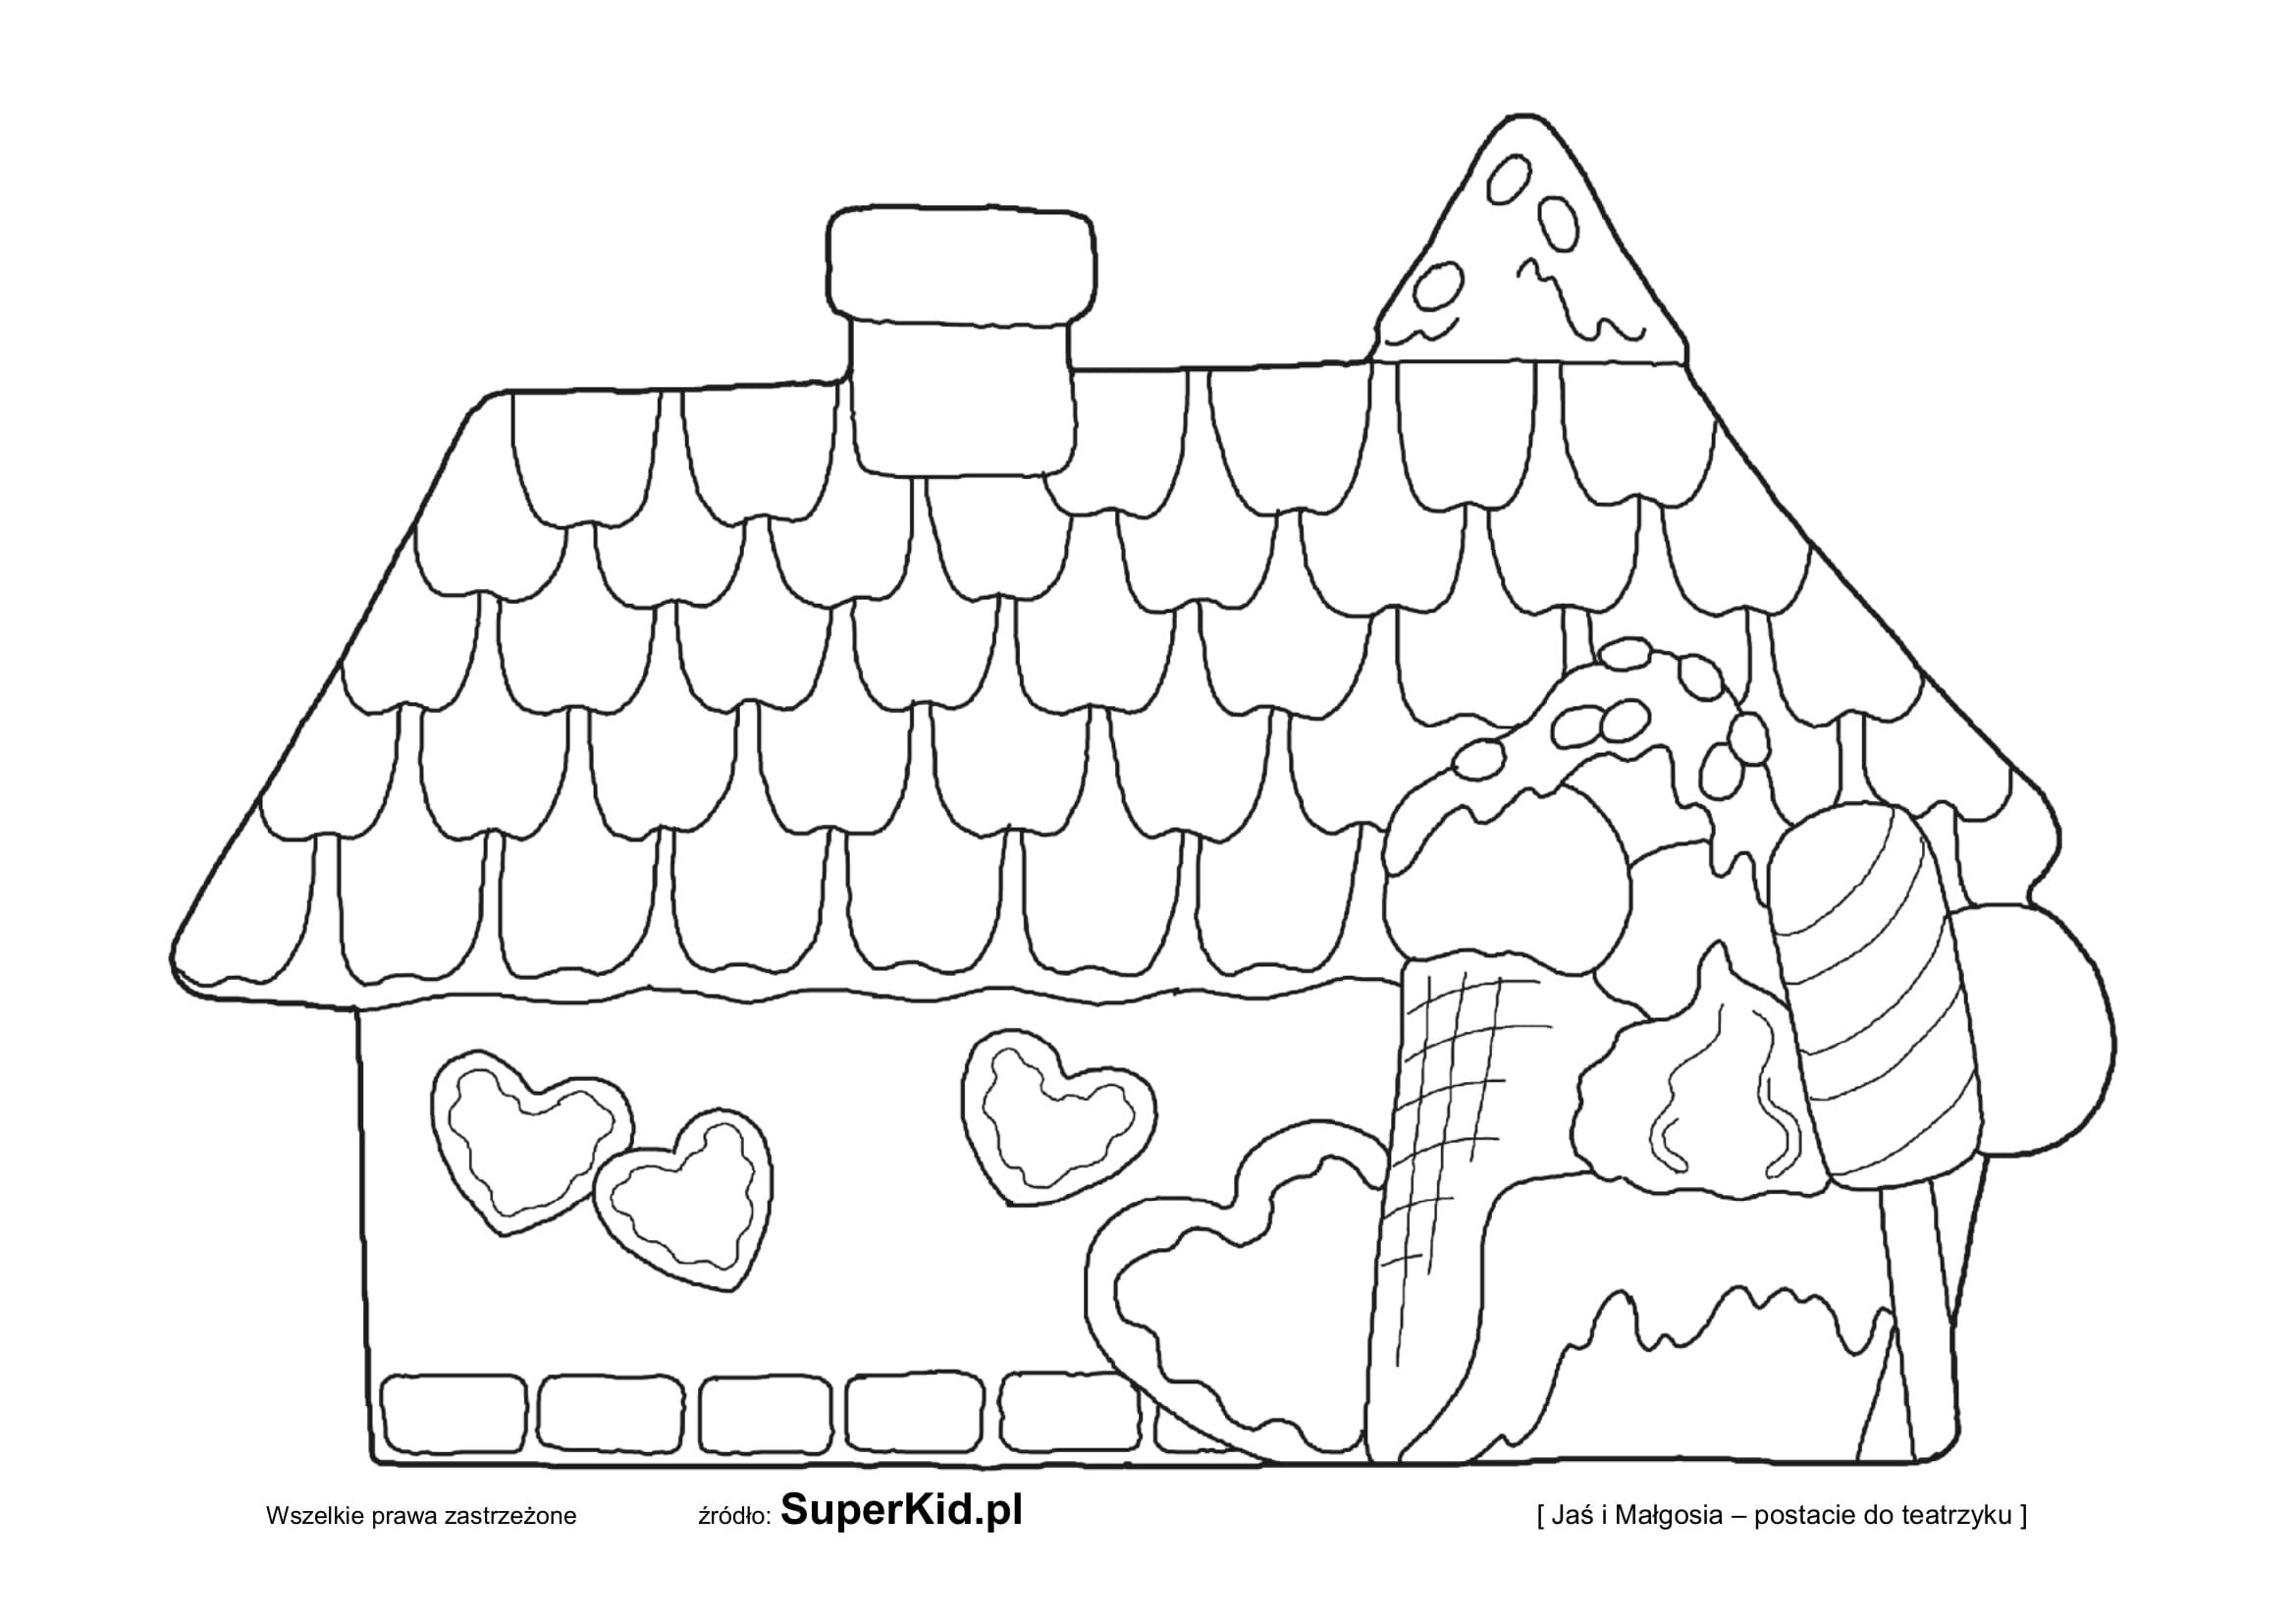 Wszelkie prawa zastrzeżone źródło: SuperKid.pl [ Jaś i Małgosia – postacie do teatrzyku ]